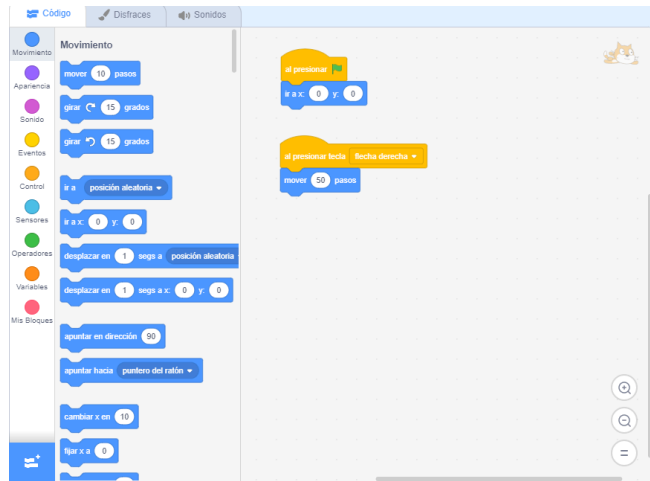 Código
Disfraces
Sonidos
Movimiento
Apariencia
Sonido
Eventos
Control
Sensores
Operadores
Variables
Mis Bloques
Movimiento
mover 10 pasos
girar 15 grados
girar 15 grados
ir a posición aleatoria
ir a x: 0 y: 0
desplazar en 1 segs a posición aleatoria
desplazar en 1 segs a x: 0 y: 0
apuntar en dirección 90
apuntar hacia puntero del ratón
cambiar x en 10
fijar x a 0
al presionar
ir a x: 0 y: 0
al presionar tecla flecha derecha
mover 50 pasos